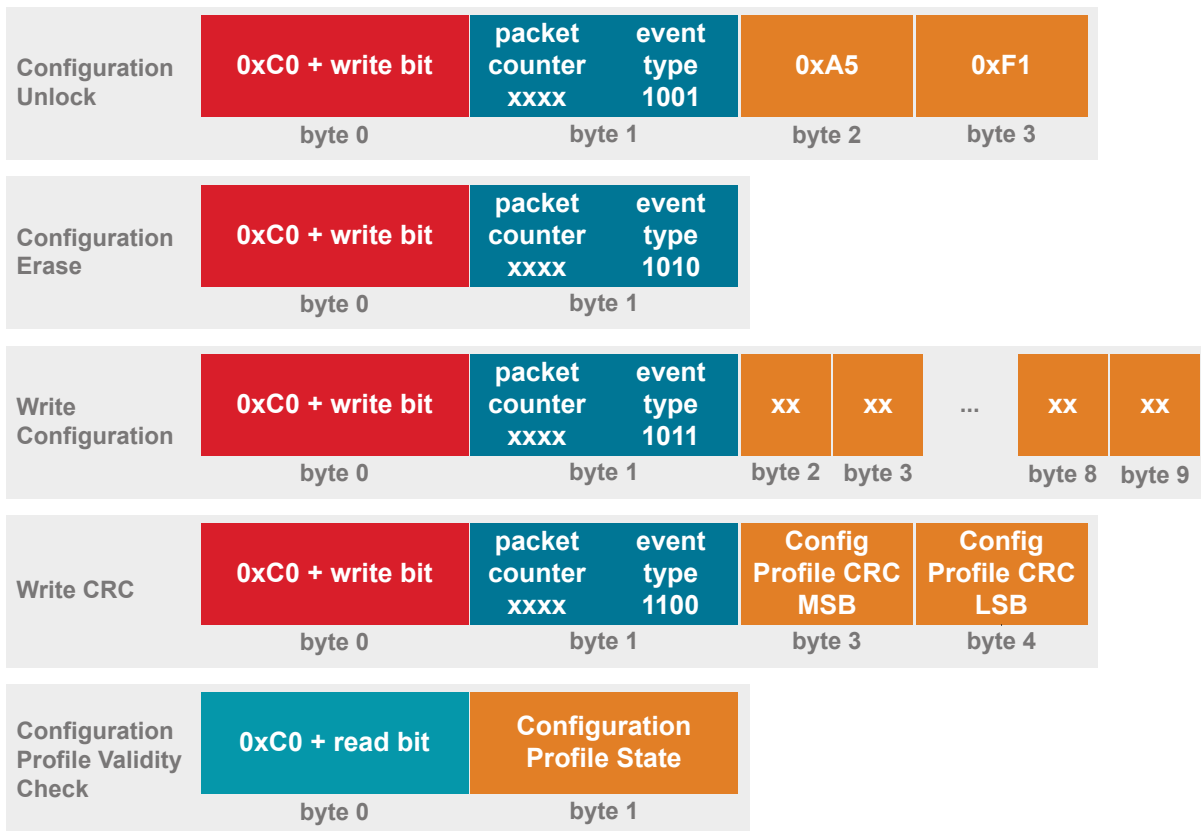 Configuration
Unlock
0xC0 + write bit
packet event
counter type
xxxx 1001
0xA5
0xF1
byte 0
byte 1
byte 2
byte 3
Configuration
Erase
0xC0 + write bit
packet event
counter type
xxxx 1010
byte 0
byte 1
Write
Configuration
0xC0 + write bit
packet event
counter type
xxxx 1011
xx
xx
...
xx
xx
byte 0
byte 1
byte 2
byte 3
byte 8
byte 9
Write CRC
0xC0 + write bit
packet event
counter type
xxxx 1100
Config
Profile CRC
MSB
Config
Profile CRC
LSB
byte 0
byte 1
byte 3
byte 4
Configuration
Profile Validity
Check
0xC0 + read bit
Configuration
Profile State
byte 0
byte 1